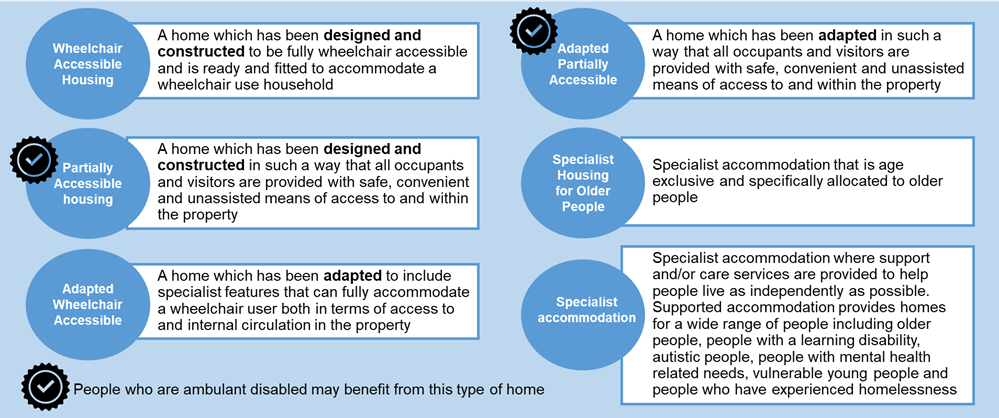 Wheelchair
Accessible
Housing
A home which has been designed and
constructed to be fully wheelchair accessible
and is ready and fitted to accommodate a
wheelchair use household
Partially
Accessible
housing
A home which has been designed and
constructed in such a way that all occupants
and visitors are provided with safe, convenient
and unassisted means of access to and within
the property
Adapted
Wheelchair
Accessible
A home which has been adapted to include
specialist features that can fully accommodate
a wheelchair user both in terms of access to
and internal circulation in the property
Adapted
Partially
Accessible
A home which has been adapted in such a
way that all occupants and visitors are
provided with safe, convenient and unassisted
means of access to and within the property
Specialist
Housing
for Older
People
Specialist accommodation that is age
exclusive and specifically allocated to older
people
Specialist
accommodation
Specialist accommodation where support
and/or care services are provided to help
people live as independently as possible.
Supported accommodation provides homes
for a wide range of people including older
people, people with a learning disability,
autistic people, people with mental health
related needs, vulnerable young people and
people who have experienced homelessness
People who are ambulant disabled may benefit from this type of home